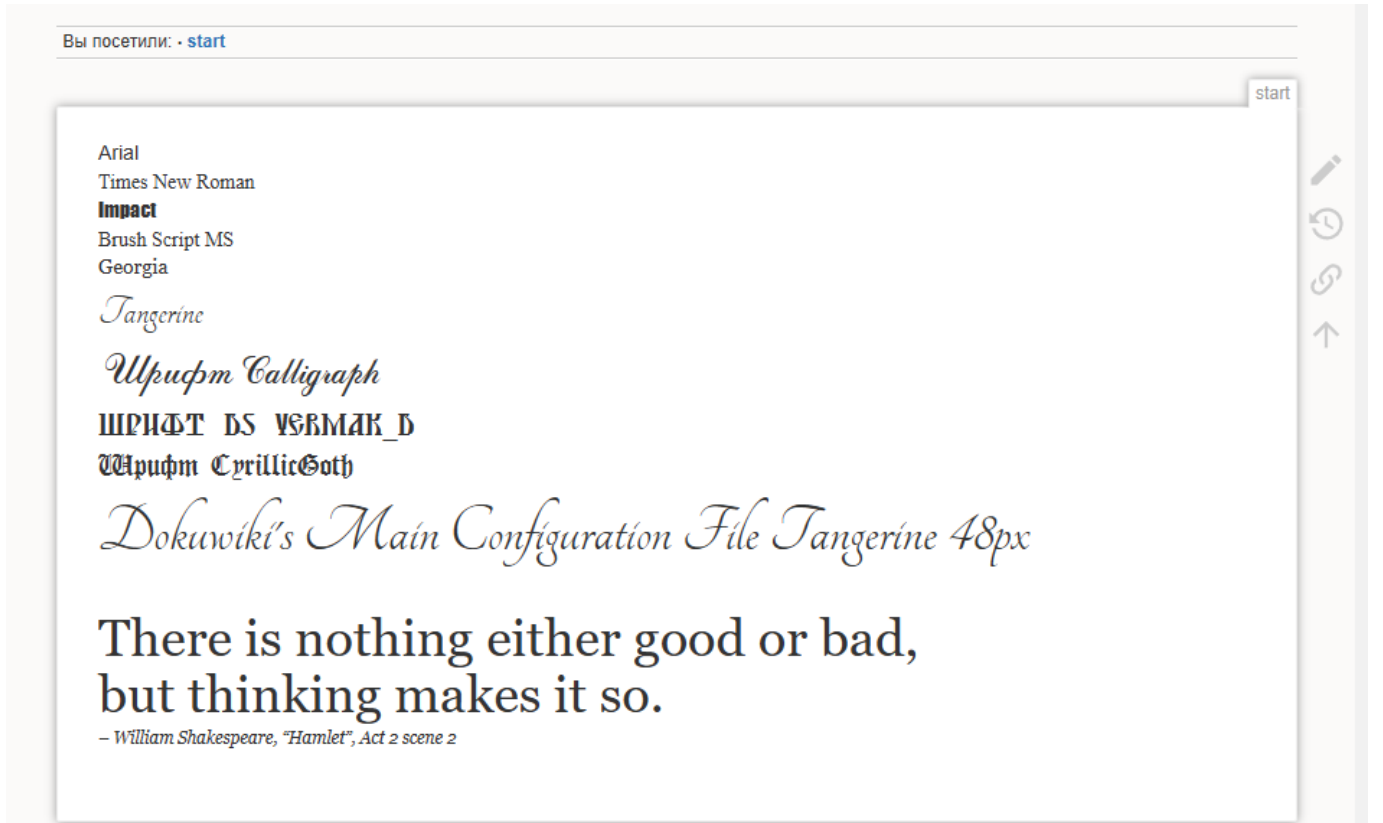 Вы посетили: • start
start
Arial
Times New Roman
Impact
Brush Script MS
Georgia
Tangerine
Шрифт Calligraph
ШРИФТ DS YERMAK_D
Шрифт CyrillicGoth
Dokuwiki's Main Configuration File Tangerine 48px
There is nothing either good or bad,
but thinking makes it so.
– William Shakespeare, “Hamlet”, Act 2 scene 2